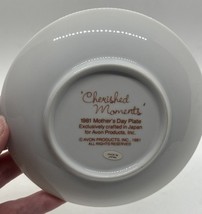 'Cherished
Moments'
1981 Mother's Day Plate
Exclusively crafted in Japan
for Avon Products, Inc.
© AVON PRODUCTS, INC. 1981
ALL RIGHTS RESERVED